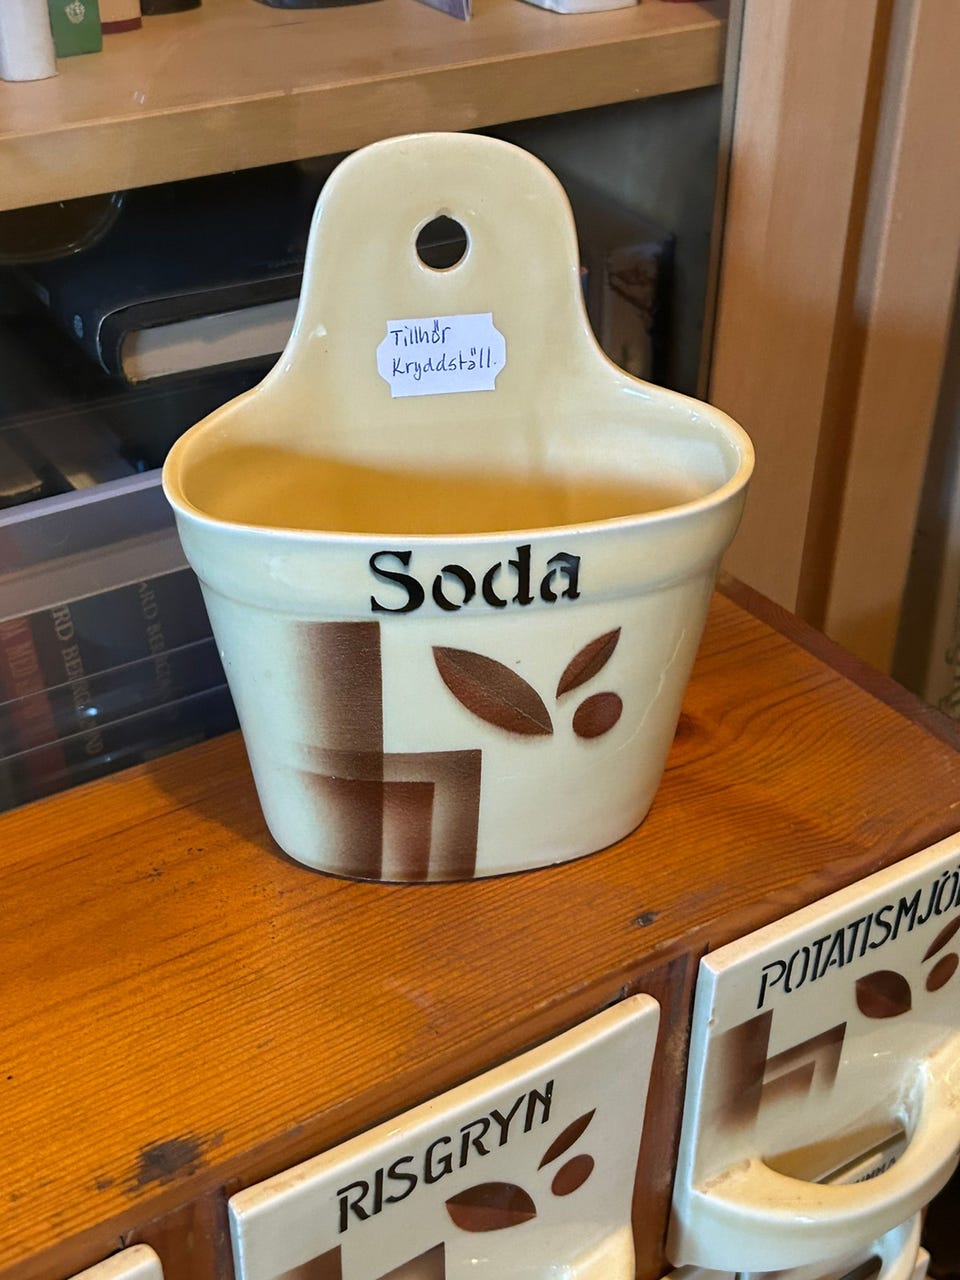 Tillhör
Kryddställ.
Soda
POTATISMJÖ
RISGRYN